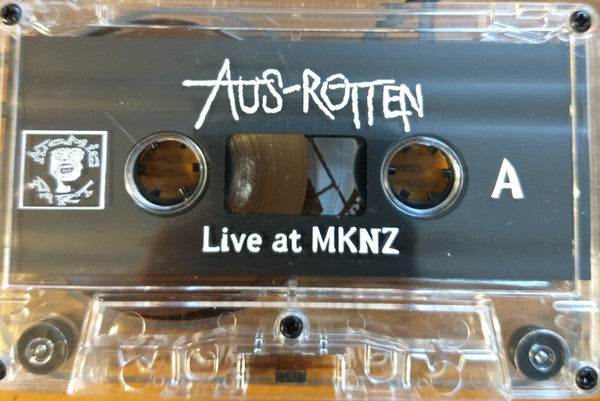 AUS-ROTTEN
A
Live at MKNZ